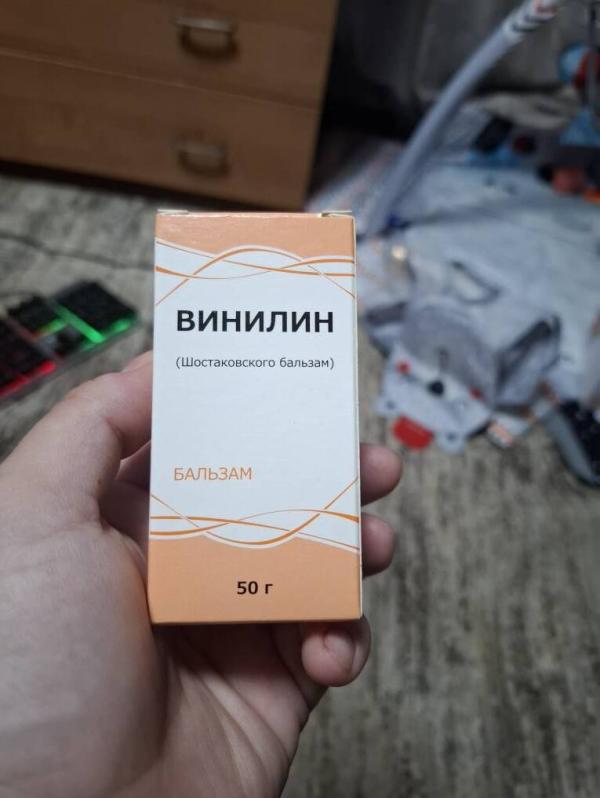 ВИНИЛИН
(Шостаковского бальзам)
БАЛЬЗАМ
50 г